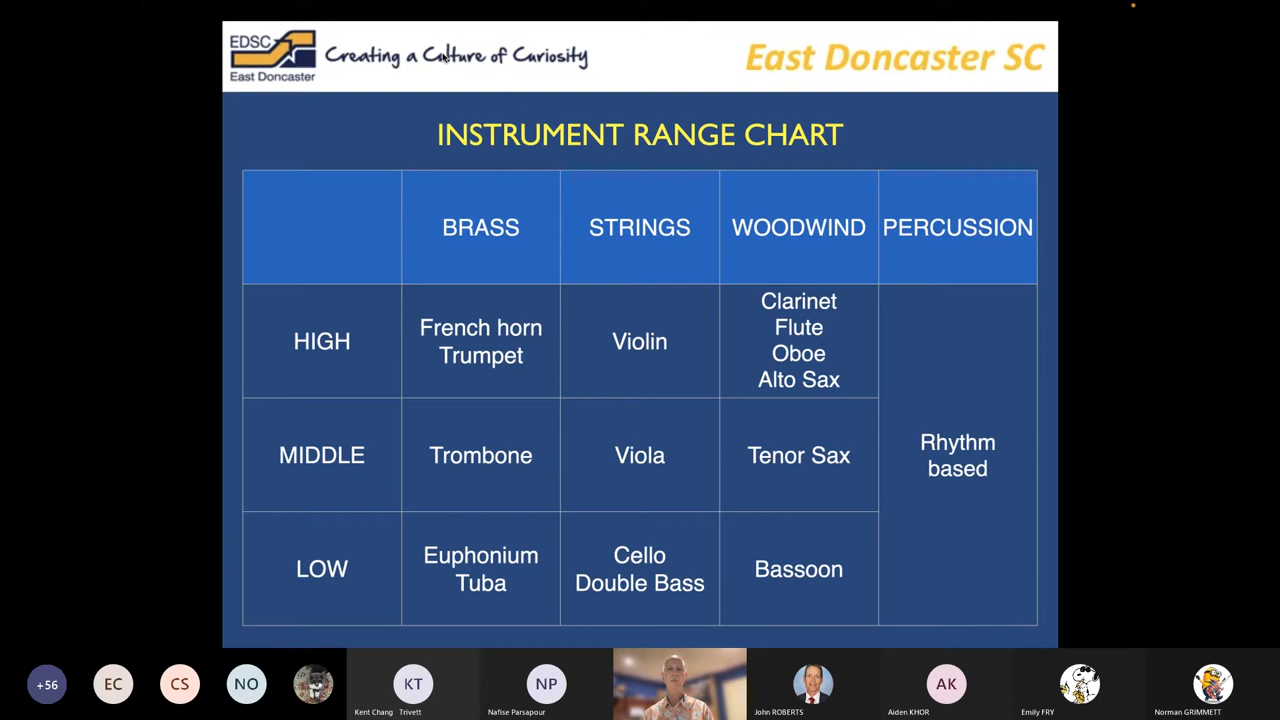 EDSC
East Doncaster
Creating a Culture of Curiosity
East Doncaster SC
INSTRUMENT RANGE CHART
BRASS STRINGS WOODWIND PERCUSSION
HIGH
French horn
Trumpet
Violin
Clarinet
Flute
Oboe
Alto Sax
MIDDLE
Trombone
Viola
Tenor Sax
Rhythm
based
LOW
Euphonium
Tuba
Cello
Double Bass
Bassoon
+56
EC
CS
NO
KT
Kent Chang Trivett
NP
Nafise Parsapour
John ROBERTS
AK
Aiden KHOR
Emily FRY
Norman GRIMMETT